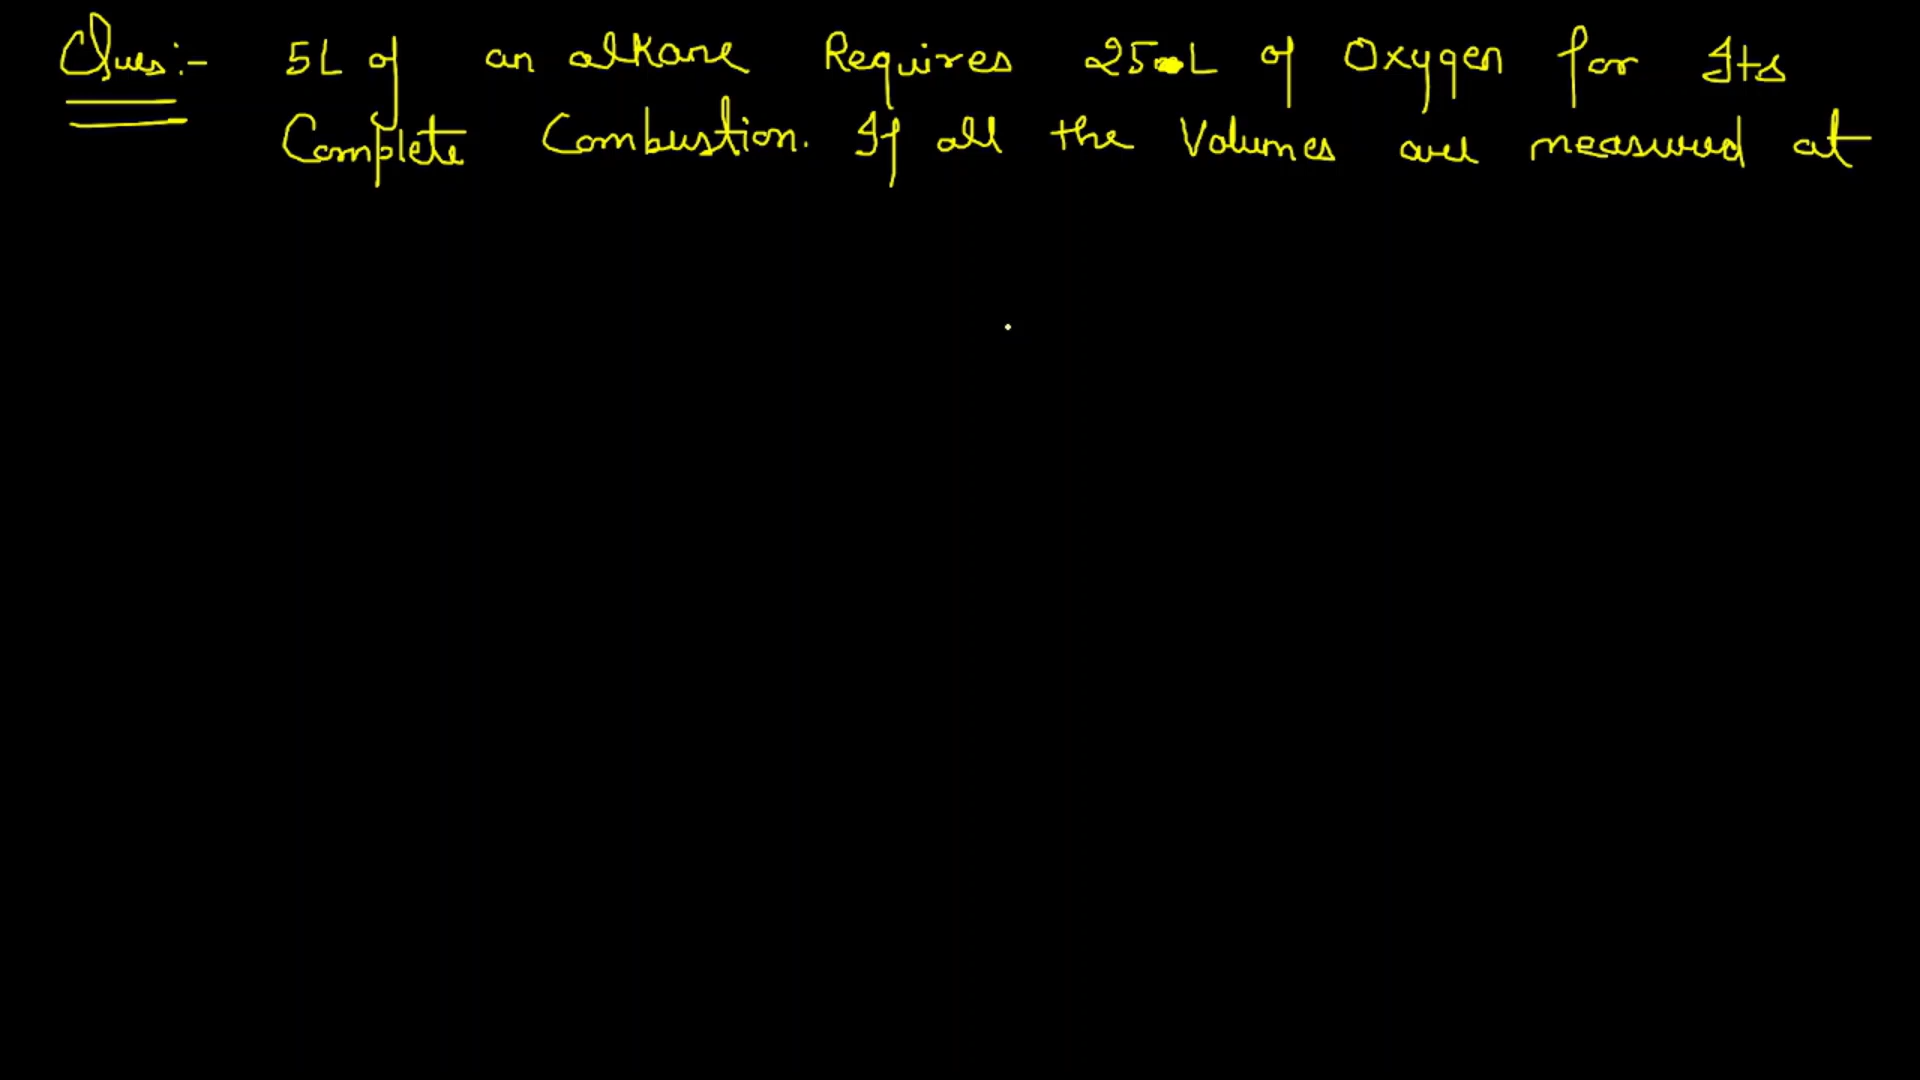 Ques:- 5L of an alkane Requires 25 L of Oxygen for Its
Complete Combustion. If all the Volumes are measured at